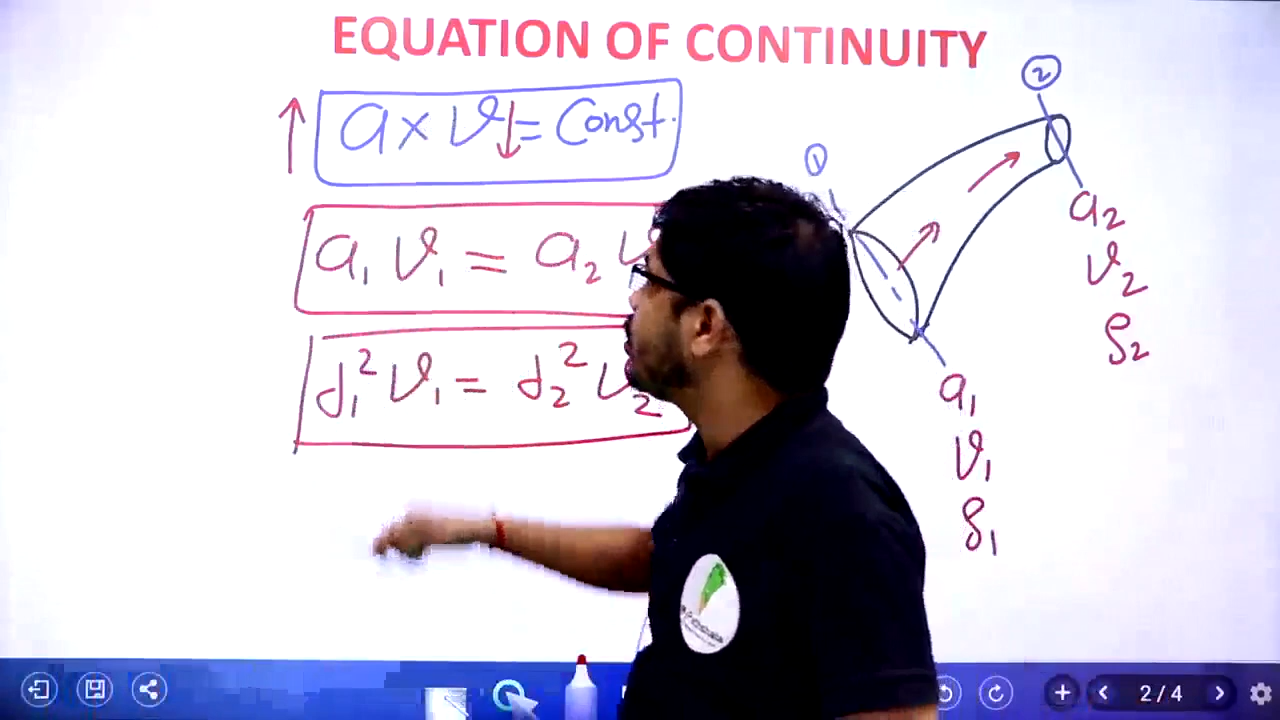 EQUATION OF CONTINUITY
a × v = Const.
a₁ v₁ = a₂ v
d₁² v₁ = d₂² v₂
①
②
a₂
v₂
ρ₂
a₁
v₁
ρ₁
2 / 4